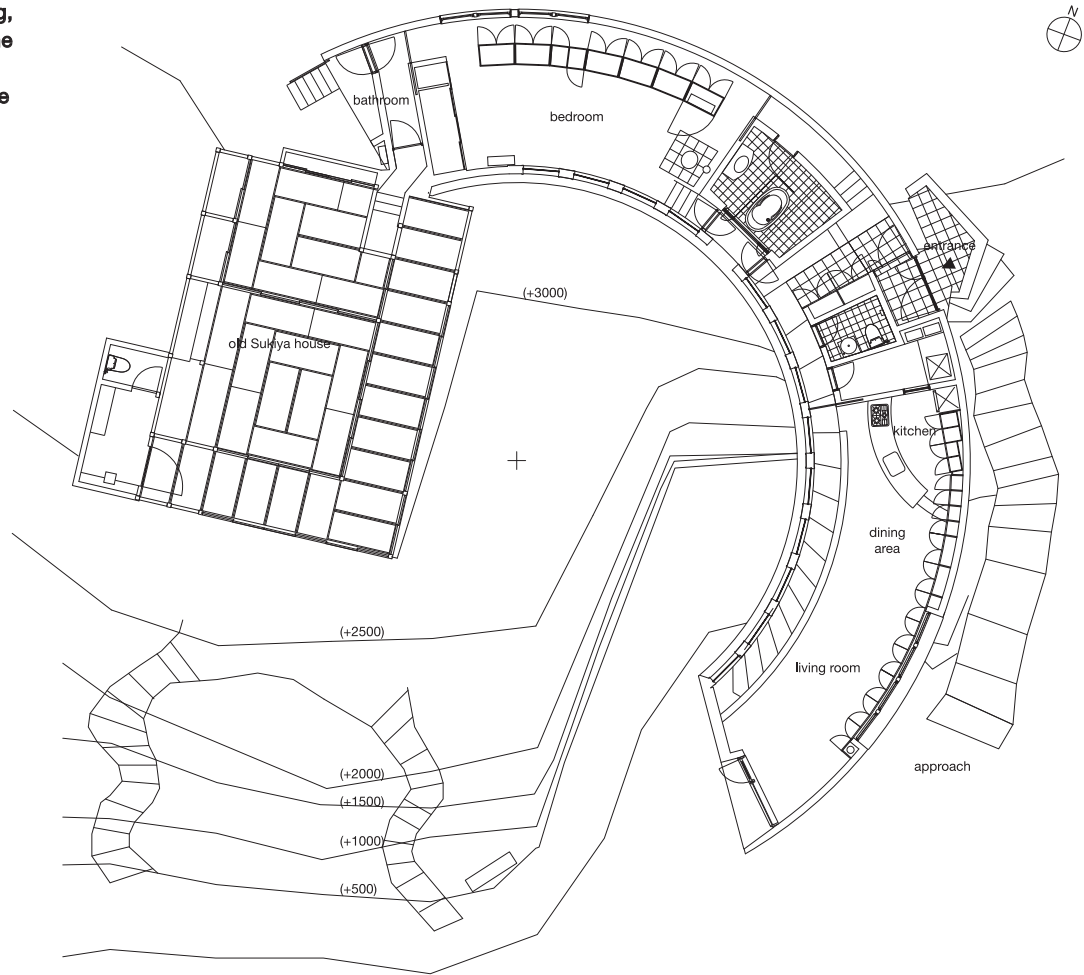 g,
N
bathroom
bedroom
entrance
(+3000)
old Sukiya house
kitchen
dining
area
(+2500)
living room
approach
(+2000)
(+1500)
(+1000)
(+500)